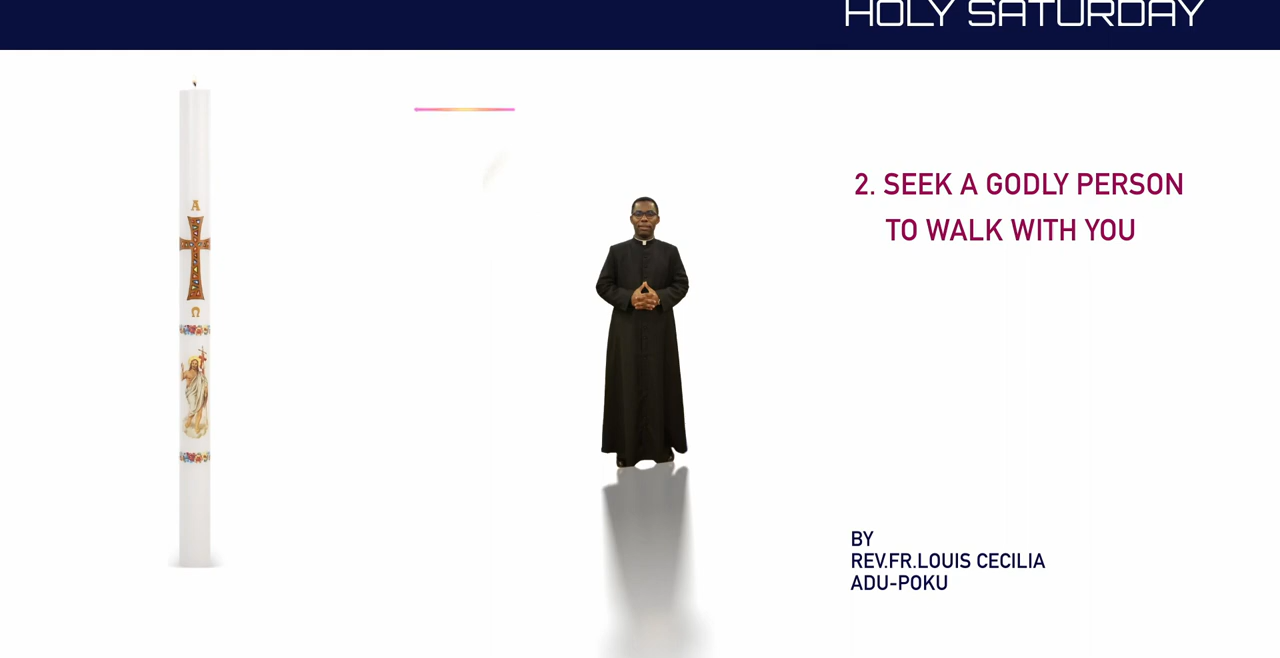 HOLY SATURDAY
2. SEEK A GODLY PERSON
TO WALK WITH YOU
Α
Ω
BY
REV.FR.LOUIS CECILIA
ADU-POKU